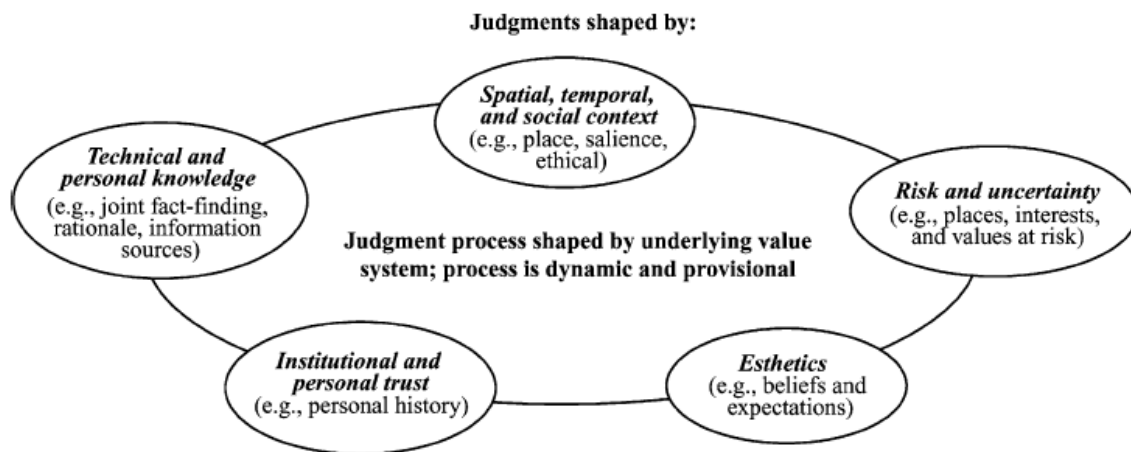 Judgments shaped by:
Spatial, temporal,
and social context
(e.g., place, salience,
ethical)
Technical and
personal knowledge
(e.g., joint fact-finding,
rationale, information
sources)
Risk and uncertainty
(e.g., places, interests,
and values at risk)
Judgment process shaped by underlying value
system; process is dynamic and provisional
Institutional and
personal trust
(e.g., personal history)
Esthetics
(e.g., beliefs and
expectations)